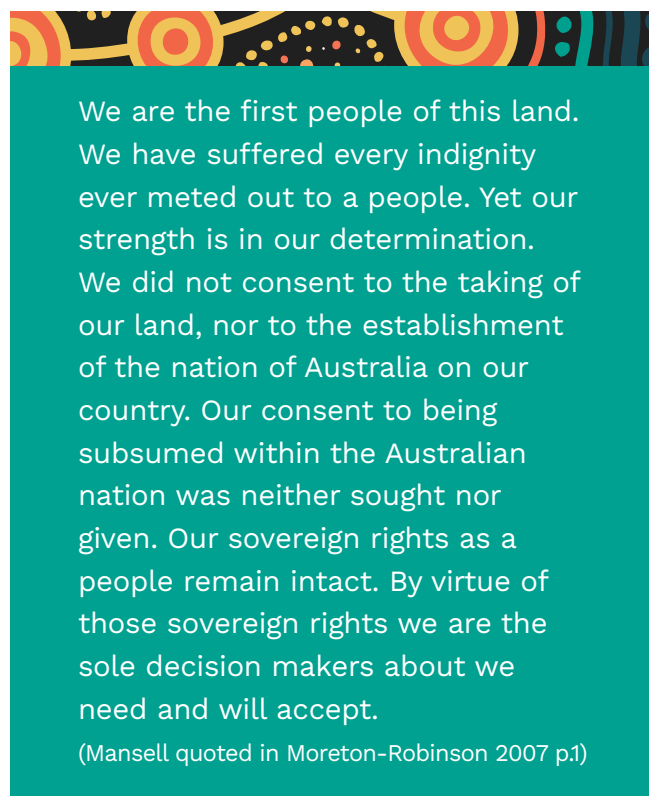 We are the first people of this land.
We have suffered every indignity
ever meted out to a people. Yet our
strength is in our determination.
We did not consent to the taking of
our land, nor to the establishment
of the nation of Australia on our
country. Our consent to being
subsumed within the Australian
nation was neither sought nor
given. Our sovereign rights as a
people remain intact. By virtue of
those sovereign rights we are the
sole decision makers about we
need and will accept.
(Mansell quoted in Moreton-Robinson 2007 p.1)